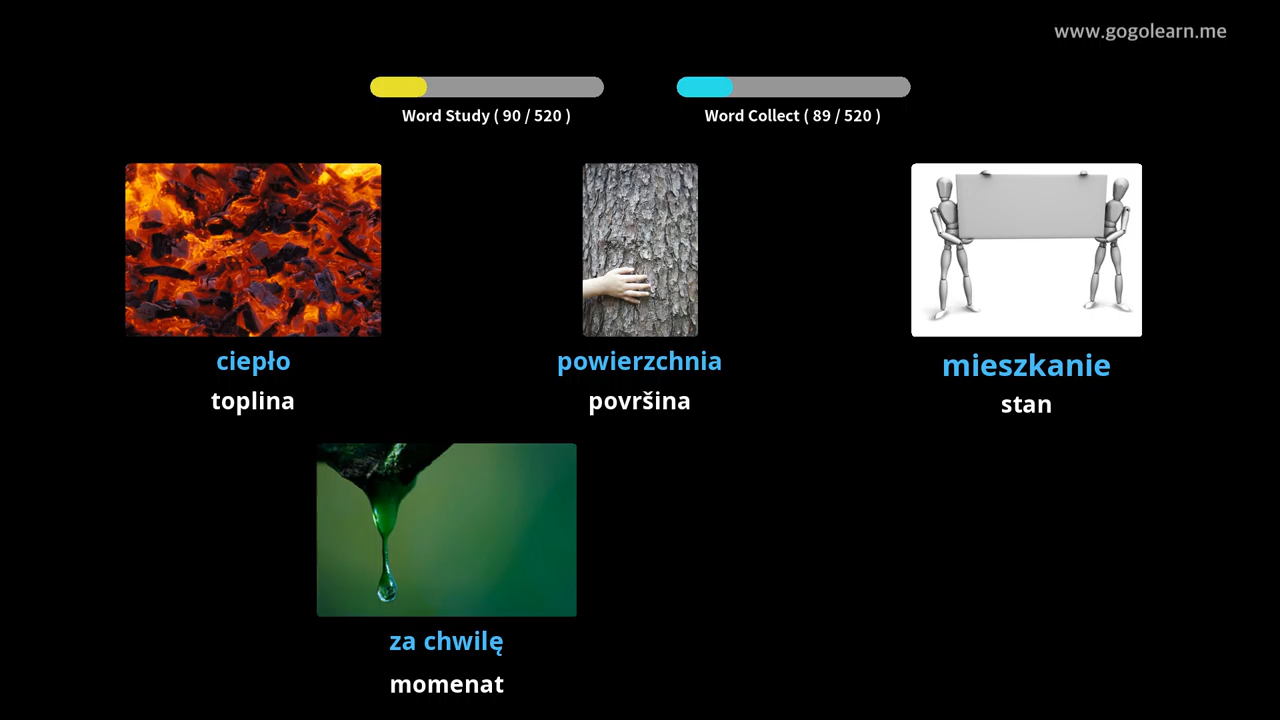 www.gogolearn.me
Word Study ( 90 / 520 )
Word Collect ( 89 / 520 )
ciepło
toplina
powierzchnia
površina
mieszkanie
stan
za chwilę
momenat